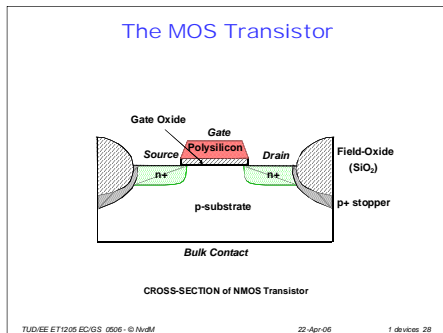 The MOS Transistor
Gate Oxide
Gate
Polysilicon
Source
Drain
Field-Oxide
(SiO₂)
n+
n+
p+ stopper
p-substrate
Bulk Contact
CROSS-SECTION of NMOS Transistor
TUD/EE ET1205 EC/GS 0506 - © NvdM
22-Apr-06
1 devices 28